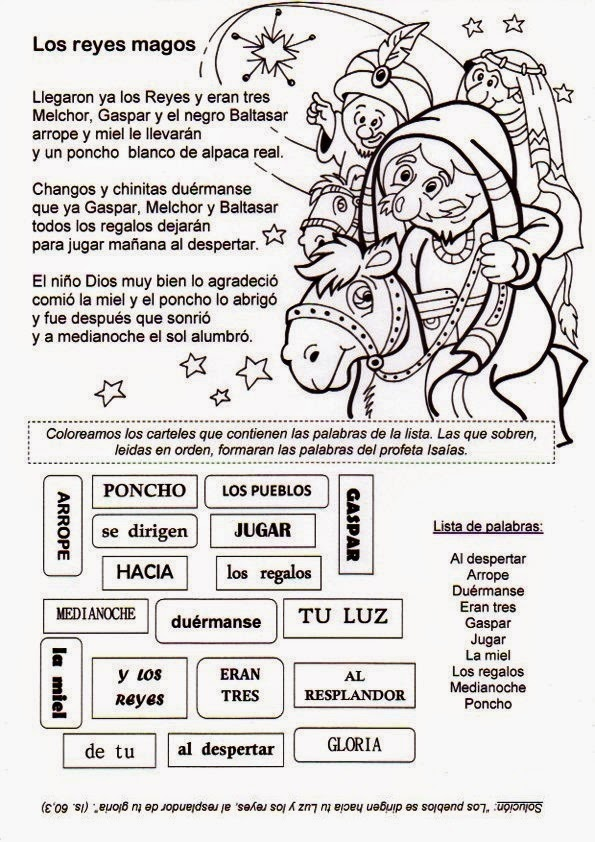 Los reyes magos
Llegaron ya los Reyes y eran tres
Melchor, Gaspar y el negro Baltasar
arrope y miel le llevarán
y un poncho blanco de alpaca real.
Changos y chinitas duérmanse
que ya Gaspar, Melchor y Baltasar
todos los regalos dejarán
para jugar mañana al despertar.
El niño Dios muy bien lo agradeció
comió la miel y el poncho lo abrigó
y fue después que sonrió
y a medianoche el sol alumbró.
Coloreamos los carteles que contienen las palabras de la lista. Las que sobren,
leidas en orden, formaran las palabras del profeta Isaías.
ARROPE
PONCHO
LOS PUEBLOS
GASPAR
se dirigen
JUGAR
HACIA
los regalos
MEDIANOCHE
duérmanse
TU LUZ
la miel
y los
Reyes
ERAN
TRES
AL
RESPLANDOR
de tu
al despertar
GLORIA
Lista de palabras:
Al despertar
Arrope
Duérmanse
Eran tres
Gaspar
Jugar
La miel
Los regalos
Medianoche
Poncho
Solución: "Los pueblos se dirigen hacia tu Luz y los reyes, al resplandor de tu gloria". (Is. 60,3)